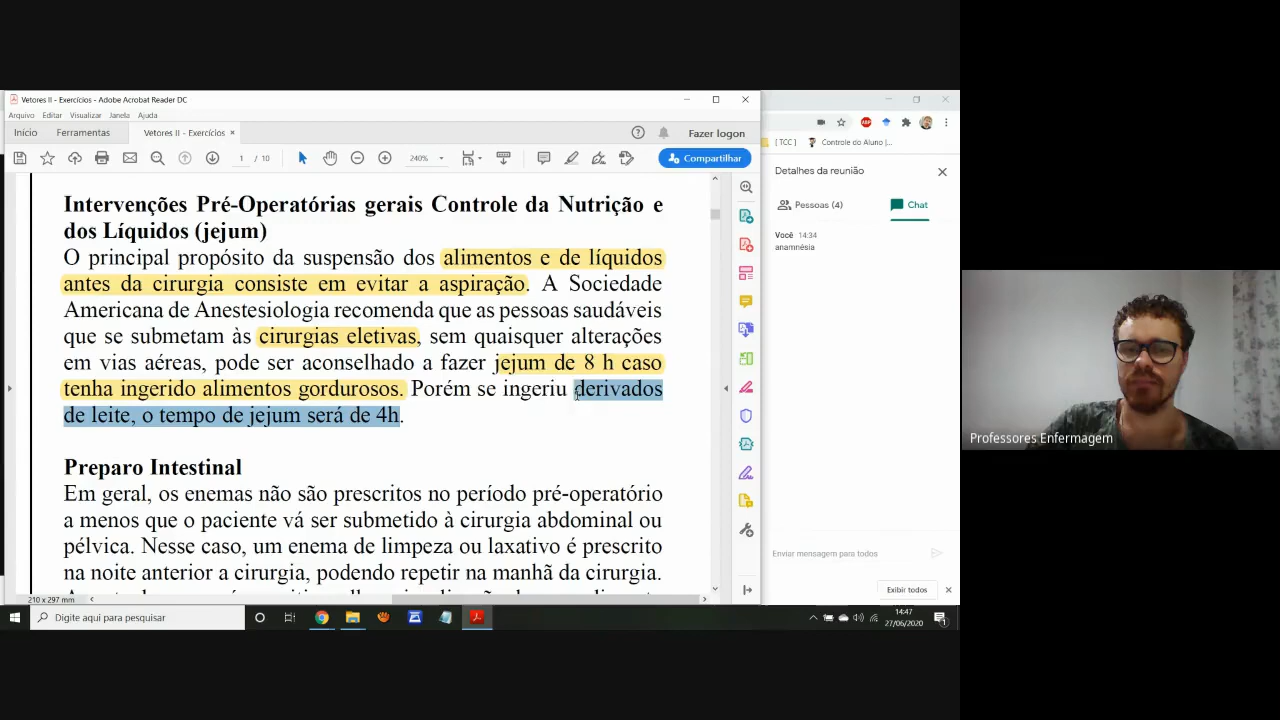 Vetores II - Exercícios - Adobe Acrobat Reader DC
Arquivo Editar Visualizar Janela Ajuda
Início Ferramentas Vetores II - Exercícios × Fazer logon
1 / 10 240% Compartilhar
Intervenções Pré-Operatórias gerais Controle da Nutrição e
dos Líquidos (jejum)
O principal propósito da suspensão dos alimentos e de líquidos
antes da cirurgia consiste em evitar a aspiração. A Sociedade
Americana de Anestesiologia recomenda que as pessoas saudáveis
que se submetam às cirurgias eletivas, sem quaisquer alterações
em vias aéreas, pode ser aconselhado a fazer jejum de 8 h caso
tenha ingerido alimentos gordurosos. Porém se ingeriu derivados
de leite, o tempo de jejum será de 4h.
Preparo Intestinal
Em geral, os enemas não são prescritos no período pré-operatório
a menos que o paciente vá ser submetido à cirurgia abdominal ou
pélvica. Nesse caso, um enema de limpeza ou laxativo é prescrito
na noite anterior a cirurgia, podendo repetir na manhã da cirurgia.
210 x 297 mm
[ TCC ] Controle do Aluno |...
Detalhes da reunião
Pessoas (4) Chat
Você 14:34
anamnésia
Enviar mensagem para todos
Exibir todos
Professores Enfermagem
Digite aqui para pesquisar
14:47
27/06/2020